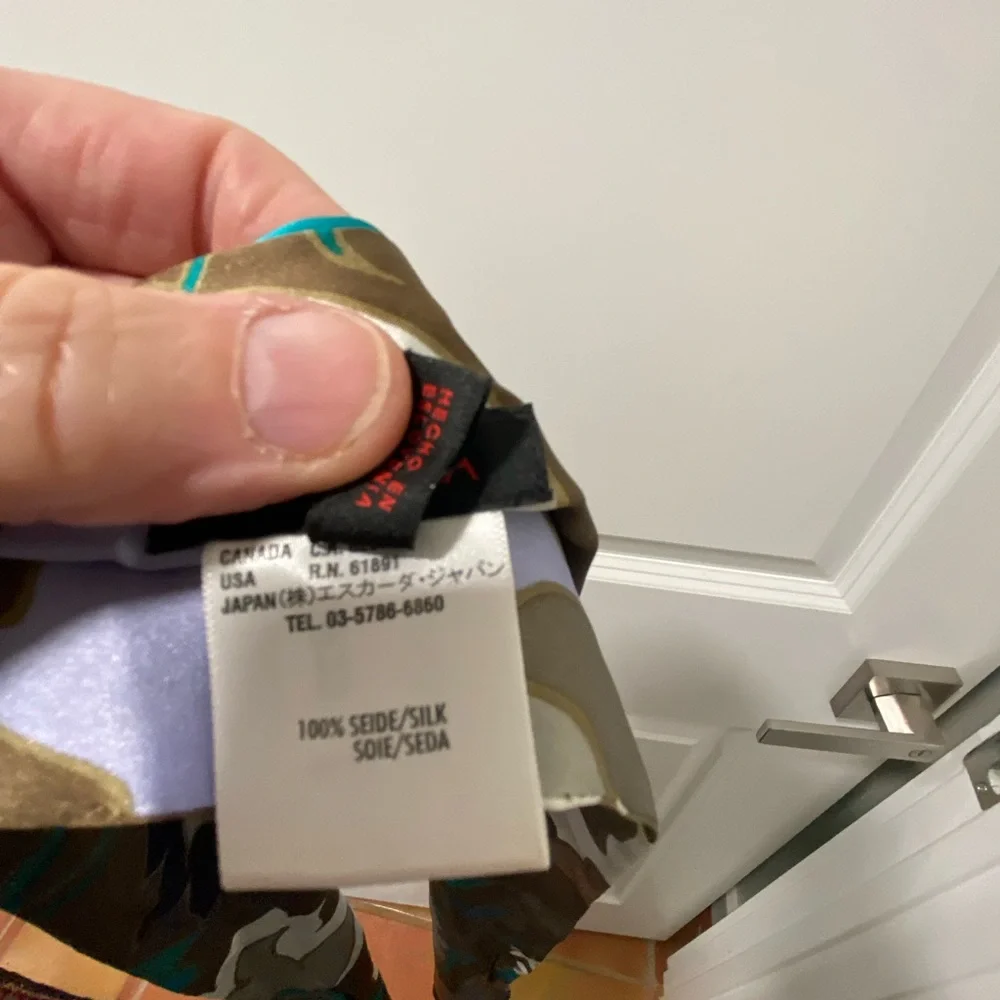 HECHO EN
CANADA
USA R.N. 61891
JAPAN(株)エスカーダ・ジャパン
TEL. 03-5786-6860
100% SEIDE/SILK
SOIE/SEDA